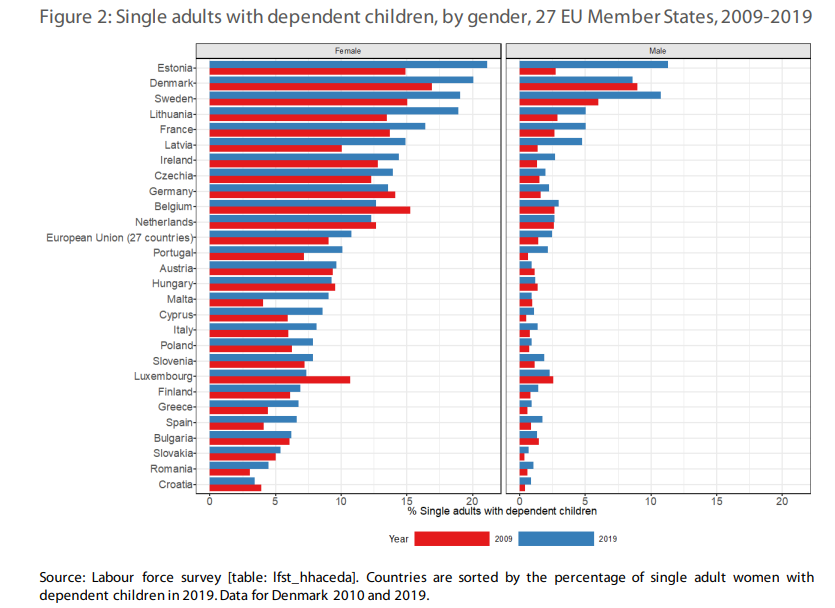 Figure 2: Single adults with dependent children, by gender, 27 EU Member States, 2009-2019
Female
Male
Estonia
Denmark
Sweden
Lithuania
France
Latvia
Ireland
Czechia
Germany
Belgium
Netherlands
European Union (27 countries)
Portugal
Austria
Hungary
Malta
Cyprus
Italy
Poland
Slovenia
Luxembourg
Finland
Greece
Spain
Bulgaria
Slovakia
Romania
Croatia
0 5 10 15 20 0 5 10 15 20
% Single adults with dependent children
Year 2009 2019
Source: Labour force survey [table: lfst_hhaceda]. Countries are sorted by the percentage of single adult women with
dependent children in 2019. Data for Denmark 2010 and 2019.